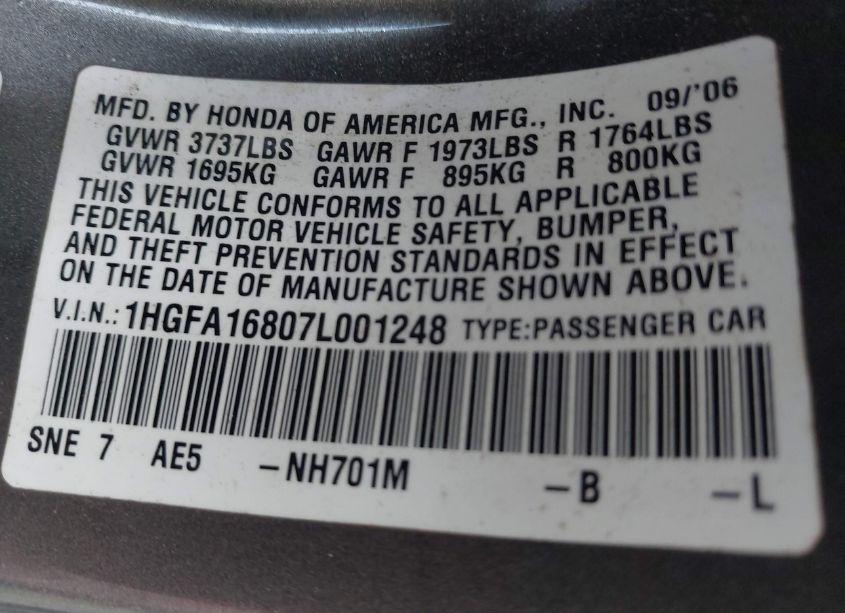 MFD. BY HONDA OF AMERICA MFG., INC. 09/'06
GVWR 3737LBS GAWR F 1973LBS R 1764LBS
GVWR 1695KG GAWR F 895KG R 800KG
THIS VEHICLE CONFORMS TO ALL APPLICABLE
FEDERAL MOTOR VEHICLE SAFETY, BUMPER,
AND THEFT PREVENTION STANDARDS IN EFFECT
ON THE DATE OF MANUFACTURE SHOWN ABOVE.
V.I.N.: 1HGFA16807L001248 TYPE:PASSENGER CAR
SNE 7 AE5 -NH701M -B -L